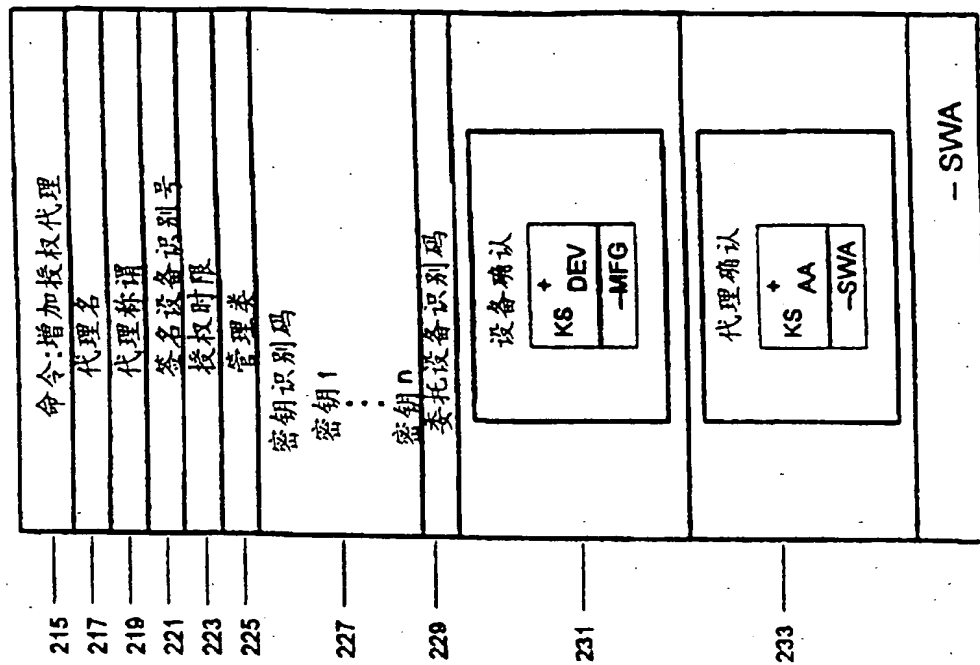 215
命令:增加授权代理
217
代理名
219
代理称谓
221
签名设备识别号
223
授权时限
225
管理类
227
密钥识别码
密钥1
...
密钥n
229
委托设备识别码
231
设备确认
KS + DEV
–MFG
233
代理确认
KS + AA
–SWA
– SWA